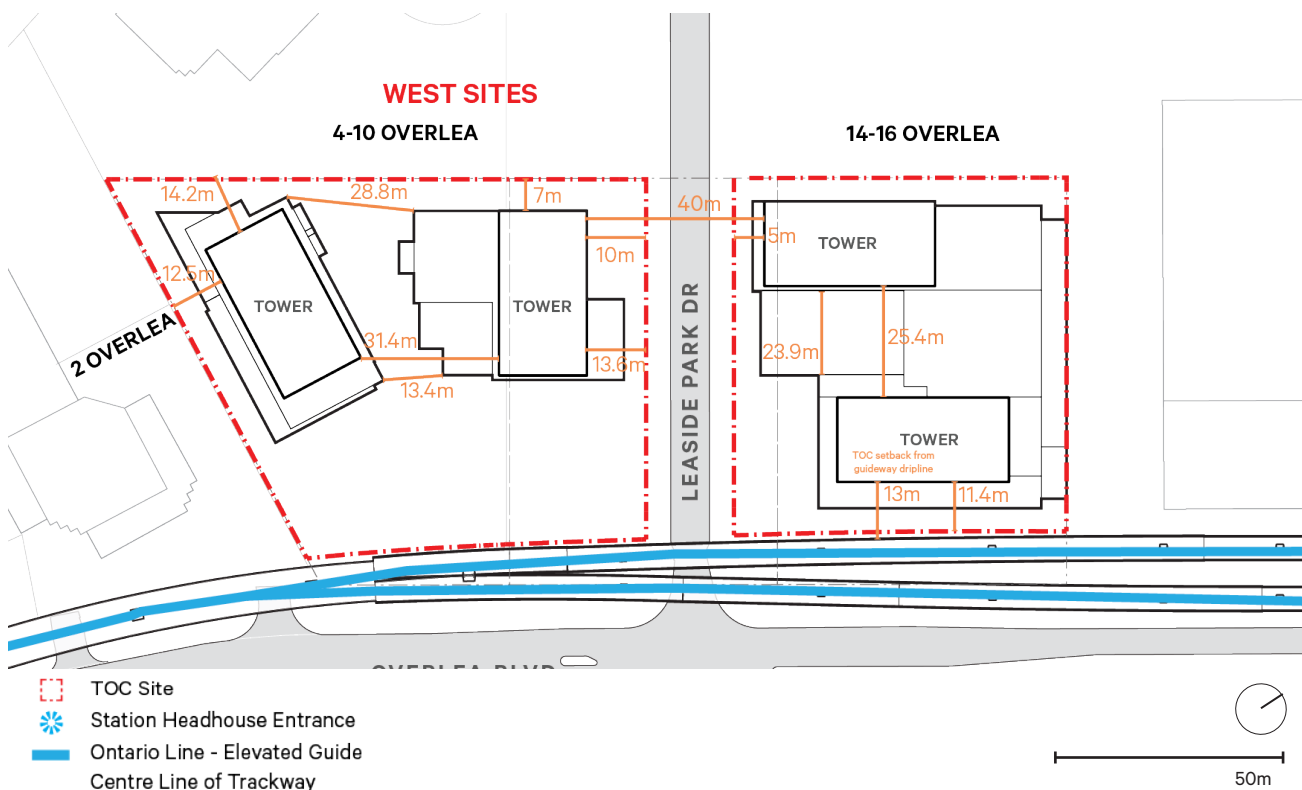 WEST SITES
4-10 OVERLEA
14-16 OVERLEA
14.2m
28.8m
7m
40m
5m
10m
TOWER
12.5m
TOWER
TOWER
2 OVERLEA
31.4m
13.4m
13.6m
LEASIDE PARK DR
23.9m
25.4m
TOWER
TOC setback from
guideway dripline
13m
11.4m
OVERLEA BLVD
TOC Site
Station Headhouse Entrance
Ontario Line - Elevated Guide
Centre Line of Trackway
50m